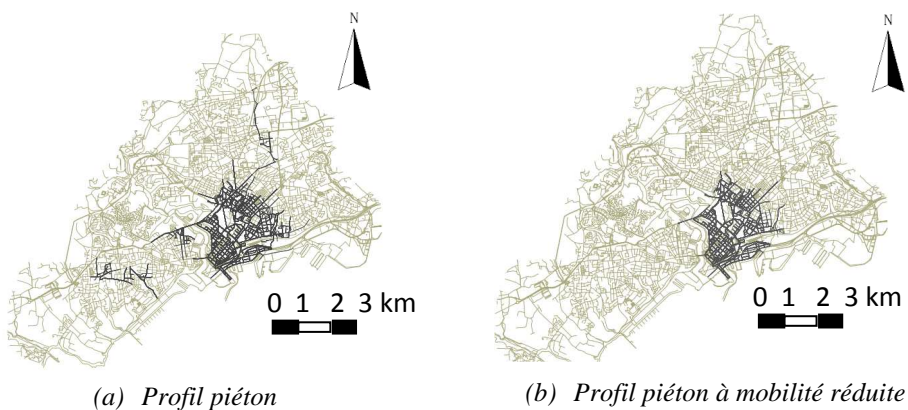 N
N
0 1 2 3 km
0 1 2 3 km
(a) Profil piéton
(b) Profil piéton à mobilité réduite